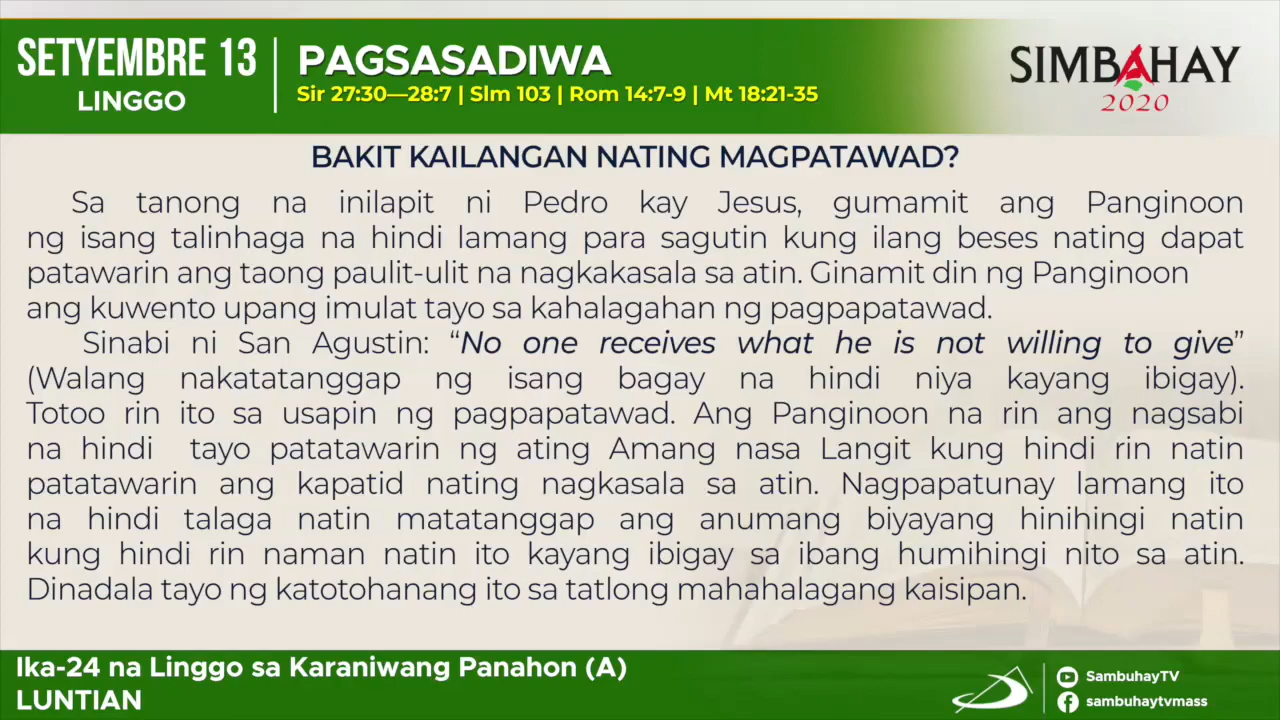 SETYEMBRE 13
LINGGO
PAGSASADIWA
Sir 27:30—28:7 | Slm 103 | Rom 14:7-9 | Mt 18:21-35
SIMBAHAY
2020
BAKIT KAILANGAN NATING MAGPATAWAD?
Sa tanong na inilapit ni Pedro kay Jesus, gumamit ang Panginoon
ng isang talinhaga na hindi lamang para sagutin kung ilang beses nating dapat
patawarin ang taong paulit-ulit na nagkakasala sa atin. Ginamit din ng Panginoon
ang kuwento upang imulat tayo sa kahalagahan ng pagpapatawad.
Sinabi ni San Agustin: “No one receives what he is not willing to give”
(Walang nakatatanggap ng isang bagay na hindi niya kayang ibigay).
Totoo rin ito sa usapin ng pagpapatawad. Ang Panginoon na rin ang nagsabi
na hindi tayo patatawarin ng ating Amang nasa Langit kung hindi rin natin
patatawarin ang kapatid nating nagkasala sa atin. Nagpapatunay lamang ito
na hindi talaga natin matatanggap ang anumang biyayang hinihingi natin
kung hindi rin naman natin ito kayang ibigay sa ibang humihingi nito sa atin.
Dinadala tayo ng katotohanang ito sa tatlong mahahalagang kaisipan.
Ika-24 na Linggo sa Karaniwang Panahon (A)
LUNTIAN
SambuhayTV
sambuhaytvmass